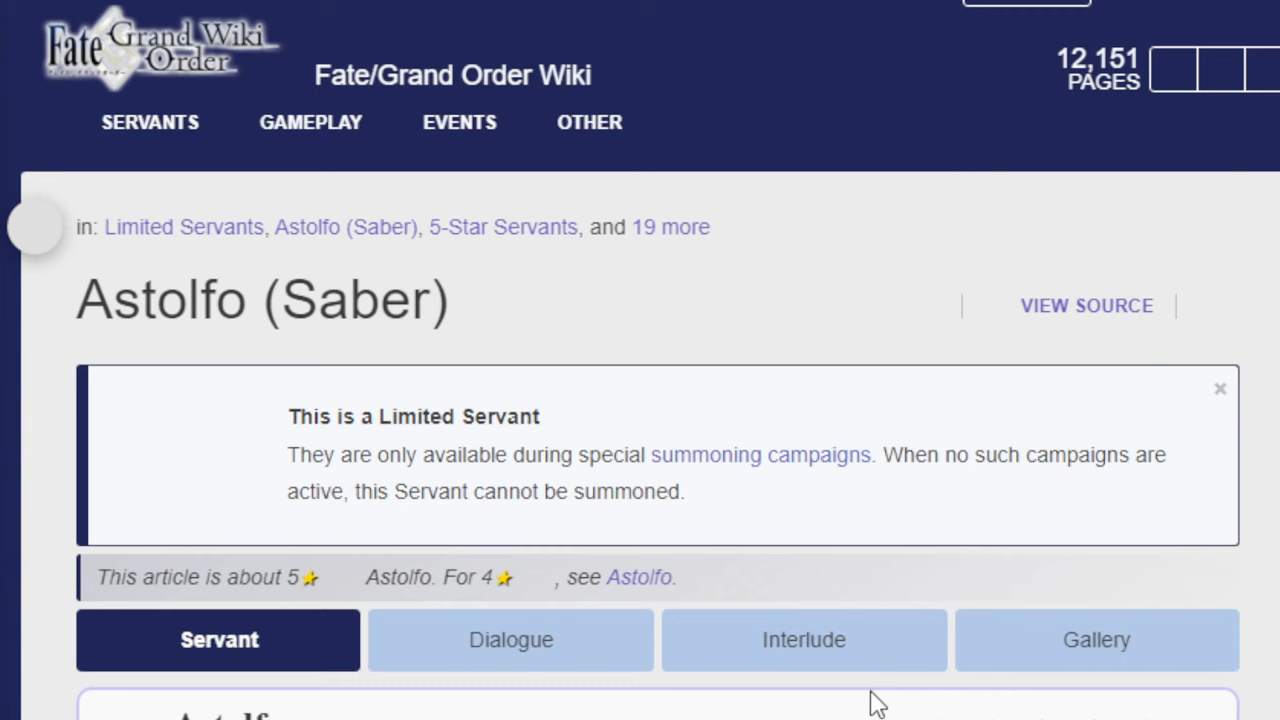 Fate Grand Wiki
Order
Fate/Grand Order Wiki
12,151
PAGES
SERVANTS GAMEPLAY EVENTS OTHER
in: Limited Servants, Astolfo (Saber), 5-Star Servants, and 19 more
Astolfo (Saber)
VIEW SOURCE
This is a Limited Servant
They are only available during special summoning campaigns. When no such campaigns are
active, this Servant cannot be summoned.
This article is about 5⭐ Astolfo. For 4⭐ , see Astolfo.
Servant Dialogue Interlude Gallery